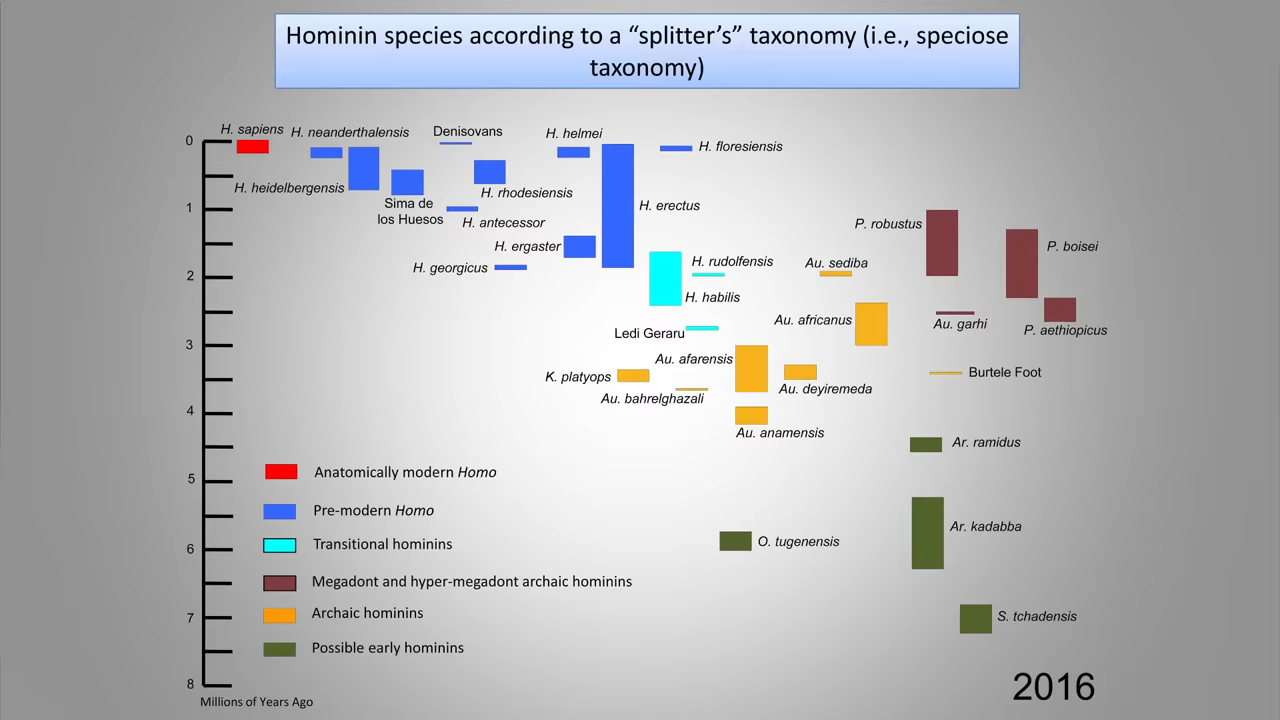 Hominin species according to a “splitter’s” taxonomy (i.e., speciose
taxonomy)
0
H. sapiens
H. neanderthalensis
Denisovans
H. helmei
H. floresiensis
H. heidelbergensis
Sima de
los Huesos
H. rhodesiensis
H. erectus
1
H. antecessor
P. robustus
H. ergaster
P. boisei
H. georgicus
H. rudolfensis
Au. sediba
2
H. habilis
Au. africanus
Au. garhi
P. aethiopicus
Ledi Geraru
3
Au. afarensis
K. platyops
Burtele Foot
Au. bahrelghazali
Au. deyiremeda
4
Au. anamensis
Ar. ramidus
Anatomically modern Homo
5
Pre-modern Homo
Ar. kadabba
Transitional hominins
O. tugenensis
6
Megadont and hyper-megadont archaic hominins
Archaic hominins
7
S. tchadensis
Possible early hominins
8
Millions of Years Ago
2016